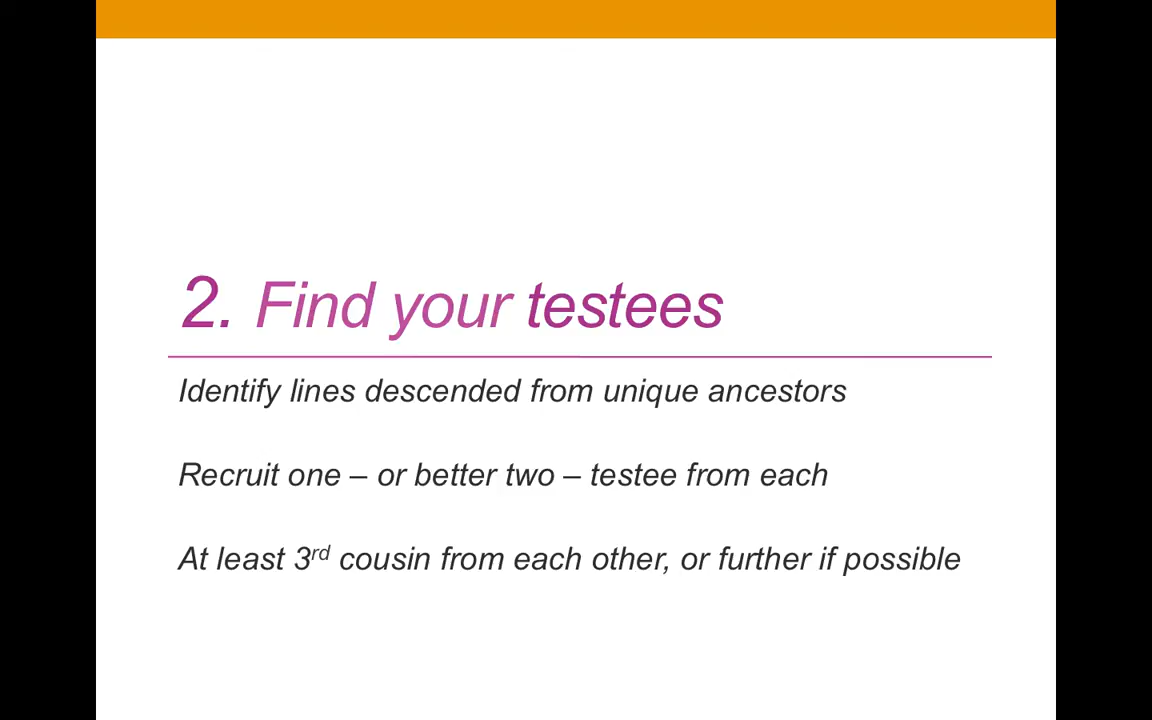 2. Find your testees
Identify lines descended from unique ancestors
Recruit one – or better two – testee from each
At least 3rd cousin from each other, or further if possible